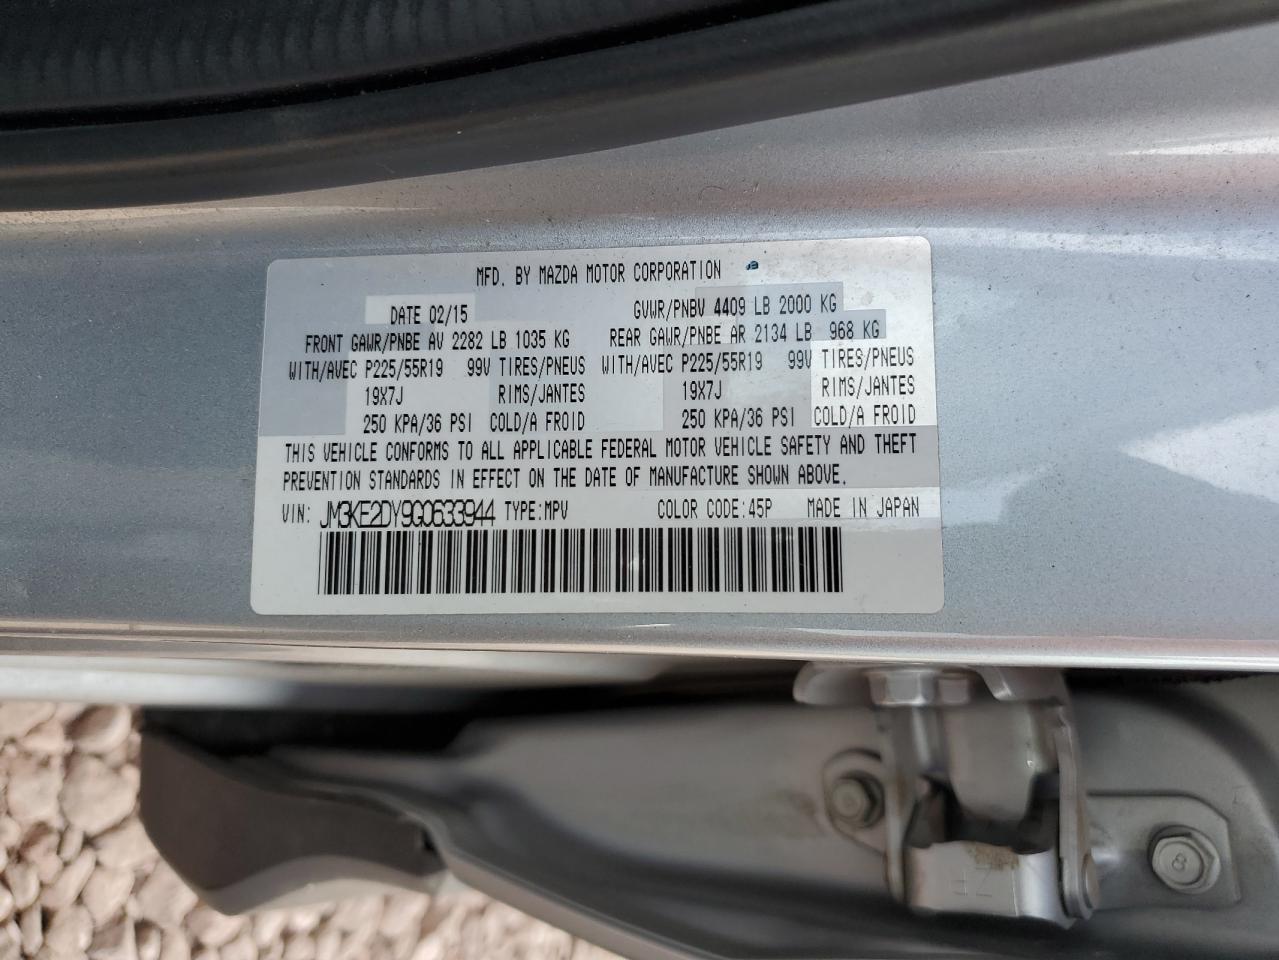 MFD. BY MAZDA MOTOR CORPORATION
DATE 02/15 GVWR/PNBV 4409 LB 2000 KG
FRONT GAWR/PNBE AV 2282 LB 1035 KG REAR GAWR/PNBE AR 2134 LB 968 KG
WITH/AVEC P225/55R19 99V TIRES/PNEUS WITH/AVEC P225/55R19 99V TIRES/PNEUS
19X7J RIMS/JANTES 19X7J RIMS/JANTES
250 KPA/36 PSI COLD/A FROID 250 KPA/36 PSI COLD/A FROID
THIS VEHICLE CONFORMS TO ALL APPLICABLE FEDERAL MOTOR VEHICLE SAFETY AND THEFT
PREVENTION STANDARDS IN EFFECT ON THE DATE OF MANUFACTURE SHOWN ABOVE.
VIN: JM3KE2DY9G0633944 TYPE:MPV COLOR CODE:45P MADE IN JAPAN
8